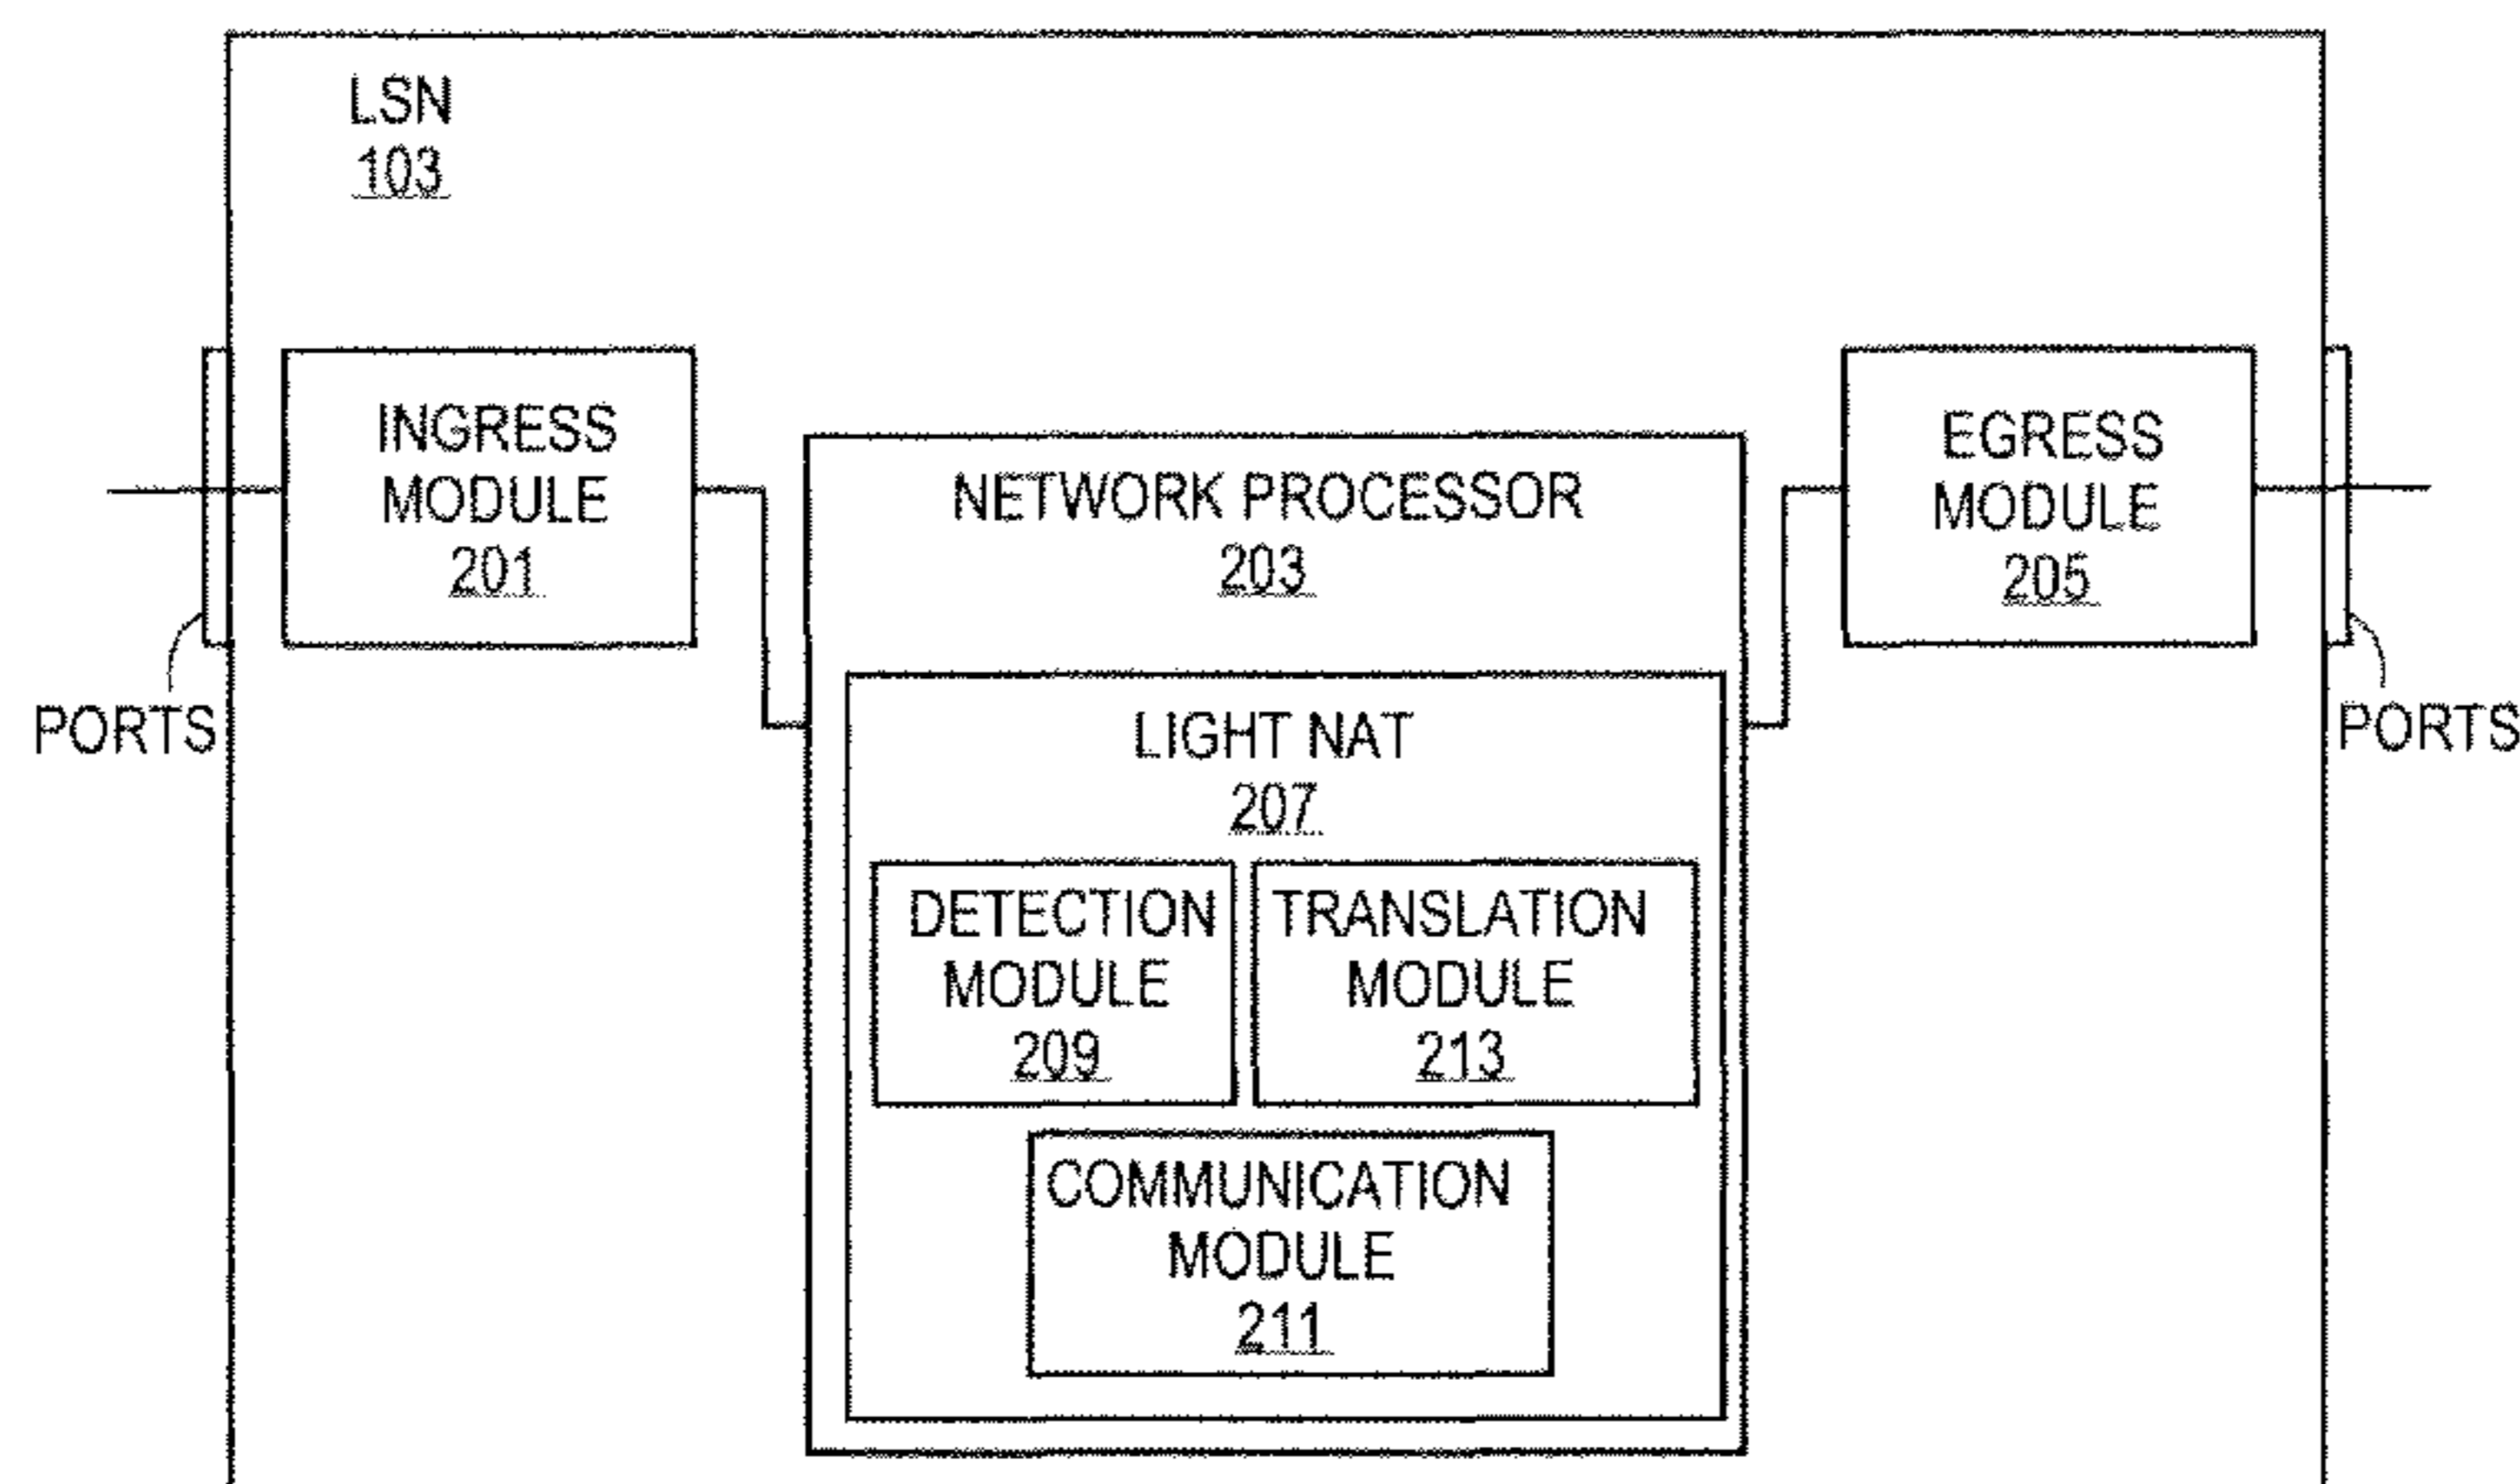 LSN
103
INGRESS
MODULE
201
PORTS
NETWORK PROCESSOR
203
LIGHT NAT
207
DETECTION
MODULE
209
TRANSLATION
MODULE
213
COMMUNICATION
MODULE
211
EGRESS
MODULE
205
PORTS